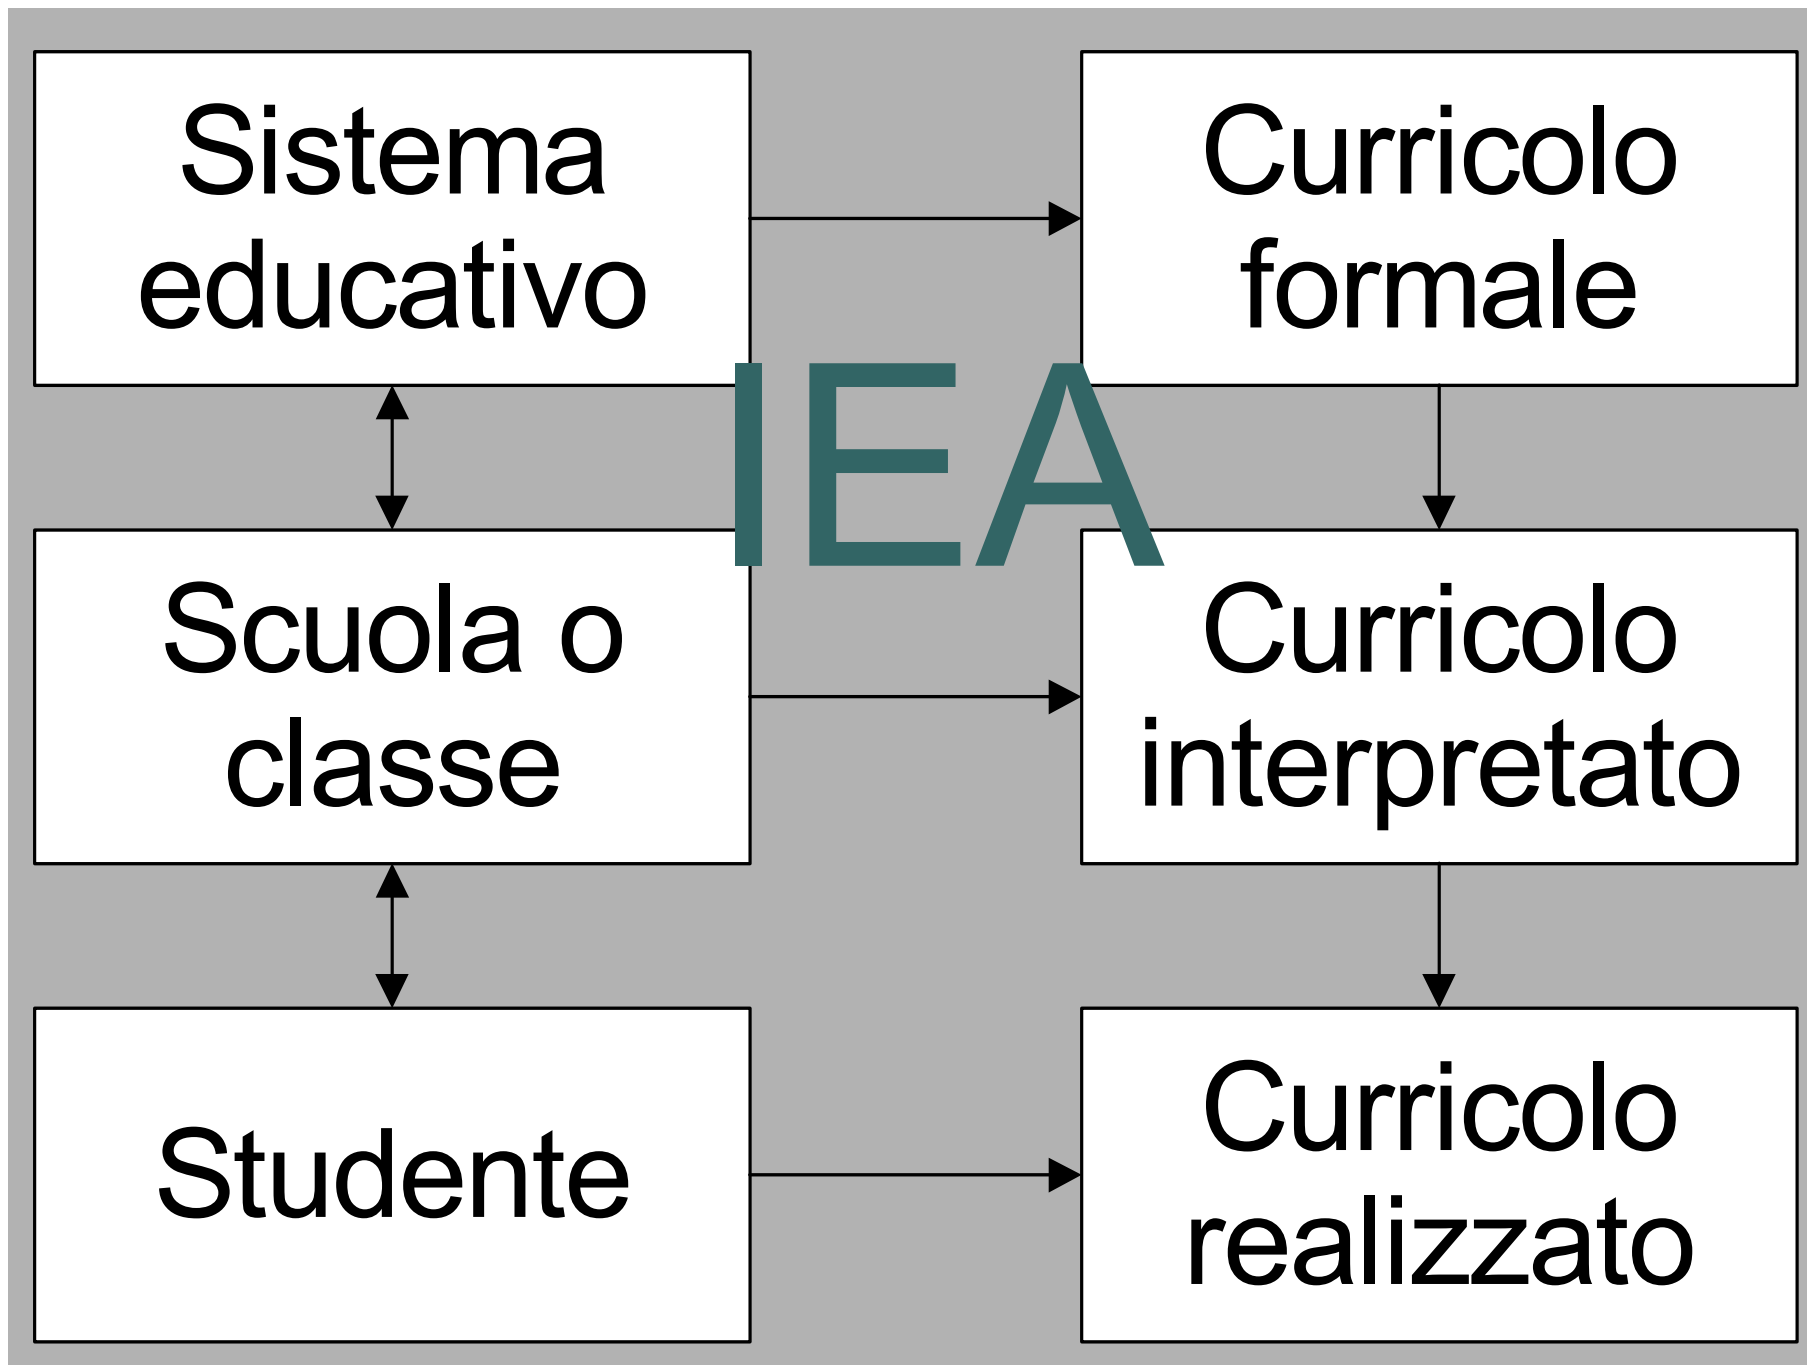 Sistema
educativo
Curricolo
formale
IEA
Scuola o
classe
Curricolo
interpretato
Studente
Curricolo
realizzato